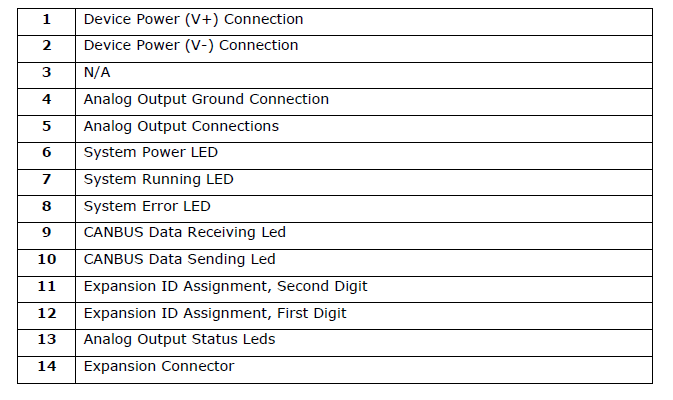 1 Device Power (V+) Connection
2 Device Power (V-) Connection
3 N/A
4 Analog Output Ground Connection
5 Analog Output Connections
6 System Power LED
7 System Running LED
8 System Error LED
9 CANBUS Data Receiving Led
10 CANBUS Data Sending Led
11 Expansion ID Assignment, Second Digit
12 Expansion ID Assignment, First Digit
13 Analog Output Status Leds
14 Expansion Connector